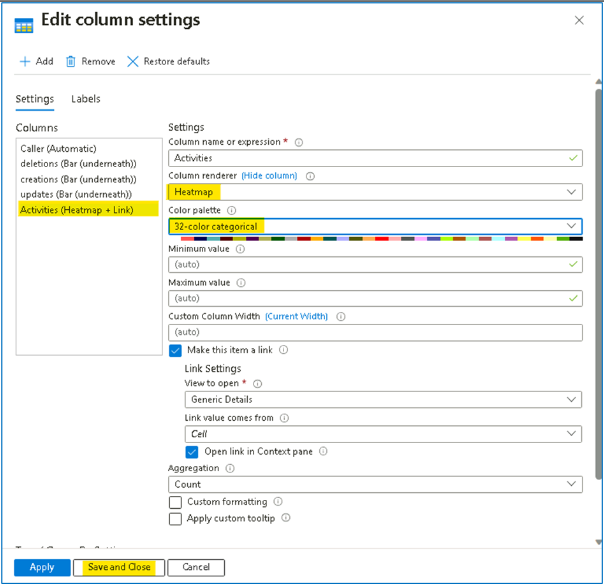 Edit column settings
Add Remove Restore defaults
Settings Labels
Columns
Caller (Automatic)
deletions (Bar (underneath))
creations (Bar (underneath))
updates (Bar (underneath))
Activities (Heatmap + Link)
Settings
Column name or expression *
Activities
Column renderer (Hide column)
Heatmap
Color palette
32-color categorical
Minimum value
(auto)
Maximum value
(auto)
Custom Column Width (Current Width)
(auto)
Make this item a link
Link Settings
View to open *
Generic Details
Link value comes from
Cell
Open link in Context pane
Aggregation
Count
Custom formatting
Apply custom tooltip
Apply Save and Close Cancel